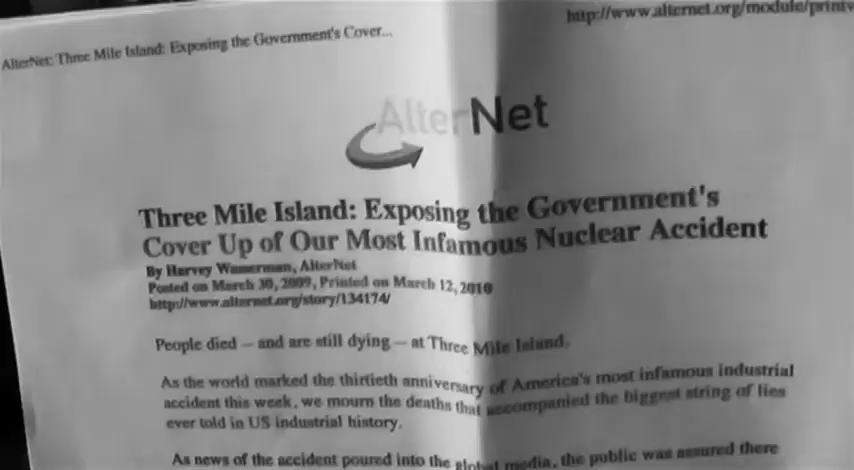 AlterNet: Three Mile Island: Exposing the Government's Cover...
http://www.alternet.org/module/printv
AlterNet
Three Mile Island: Exposing the Government's
Cover Up of Our Most Infamous Nuclear Accident
By Harvey Wasserman, AlterNet
Posted on March 30, 2009, Printed on March 12, 2010
http://www.alternet.org/story/134174/
People died — and are still dying — at Three Mile Island.
As the world marked the thirtieth anniversary of America's most infamous industrial
accident this week, we mourn the deaths that accompanied the biggest string of lies
ever told in US industrial history.
As news of the accident poured into the global media, the public was assured there